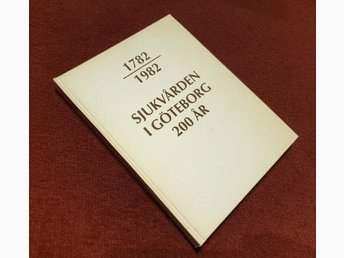 1782
1982
SJUKVÅRDEN
I GÖTEBORG
200 ÅR